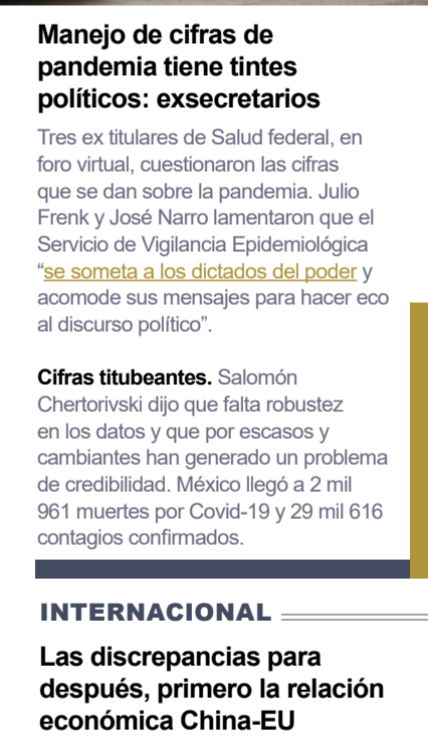 Manejo de cifras de
pandemia tiene tintes
políticos: exsecretarios
Tres ex titulares de Salud federal, en
foro virtual, cuestionaron las cifras
que se dan sobre la pandemia. Julio
Frenk y José Narro lamentaron que el
Servicio de Vigilancia Epidemiológica
“se someta a los dictados del poder y
acomode sus mensajes para hacer eco
al discurso político”.
Cifras titubeantes. Salomón
Chertorivski dijo que falta robustez
en los datos y que por escasos y
cambiantes han generado un problema
de credibilidad. México llegó a 2 mil
961 muertes por Covid-19 y 29 mil 616
contagios confirmados.
INTERNACIONAL
Las discrepancias para
después, primero la relación
económica China-EU